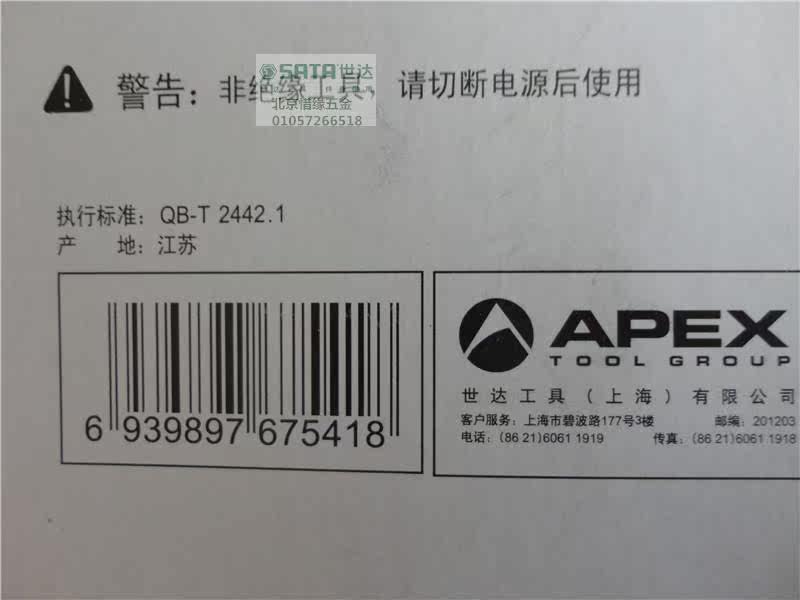 警告：非绝缘工具，请切断电源后使用
SATA世达
北京借缘五金
01057266518
执行标准：QB-T 2442.1
产 地：江苏
6 939897 675418
APEX
TOOL GROUP
世达工具（上海）有限公司
客户服务：上海市碧波路177号3楼 邮编：201203
电话：(86 21)6061 1919 传真：(86 21)6061 1918